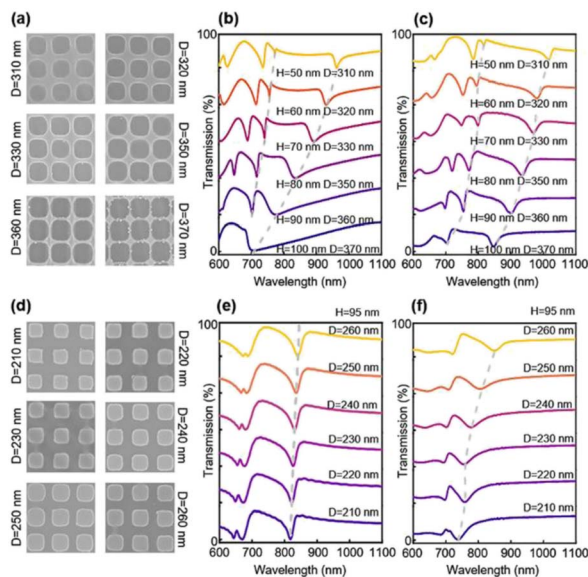 (a)
D=310 nm
D=320 nm
D=330 nm
D=350 nm
D=360 nm
D=370 nm
(b)
100
Transmission (%)
0
H=50 nm D=310 nm
H=60 nm D=320 nm
H=70 nm D=330 nm
H=80 nm D=350 nm
H=90 nm D=360 nm
H=100 nm D=370 nm
600 700 800 900 1000 1100
Wavelength (nm)
(c)
100
Transmission (%)
0
H=50 nm D=310 nm
H=60 nm D=320 nm
H=70 nm D=330 nm
H=80 nm D=350 nm
H=90 nm D=360 nm
H=100 nm D=370 nm
600 700 800 900 1000 1100
Wavelength (nm)
(d)
D=210 nm
D=220 nm
D=230 nm
D=240 nm
D=250 nm
D=260 nm
(e)
100
Transmission (%)
0
H=95 nm
D=260 nm
D=250 nm
D=240 nm
D=230 nm
D=220 nm
D=210 nm
600 700 800 900 1000 1100
Wavelength (nm)
(f)
100
Transmission (%)
0
H=95 nm
D=260 nm
D=250 nm
D=240 nm
D=230 nm
D=220 nm
D=210 nm
600 700 800 900 1000 1100
Wavelength (nm)